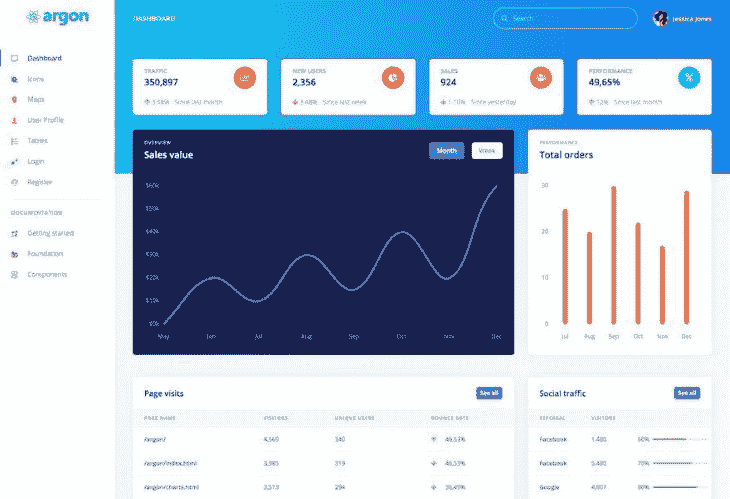 argon
DASHBOARD
Search
Jessica Jones
Dashboard
Icons
Maps
User Profile
Tables
Login
Register
DOCUMENTATION
Getting started
Foundation
Components
TRAFFIC
350,897
3.48% Since last month
NEW USERS
2,356
3.48% Since last week
SALES
924
1.10% Since yesterday
PERFORMANCE
49,65%
12% Since last month
OVERVIEW
Sales value
Month
Week
$60k
$50k
$40k
$30k
$20k
$10k
$0k
May Jun Jul Aug Sep Oct Nov Dec
PERFORMANCE
Total orders
30
20
10
0
Jul Aug Sep Oct Nov Dec
Page visits
See all
PAGE NAME VISITORS UNIQUE USERS BOUNCE RATE
/argon/ 4,569 340 46,53%
/argon/index.html 3,985 319 46,53%
/argon/charts.html 3,513 294 36,49%
Social traffic
See all
REFERRAL VISITORS
Facebook 1,480 60%
Facebook 5,480 70%
Google 4,807 80%